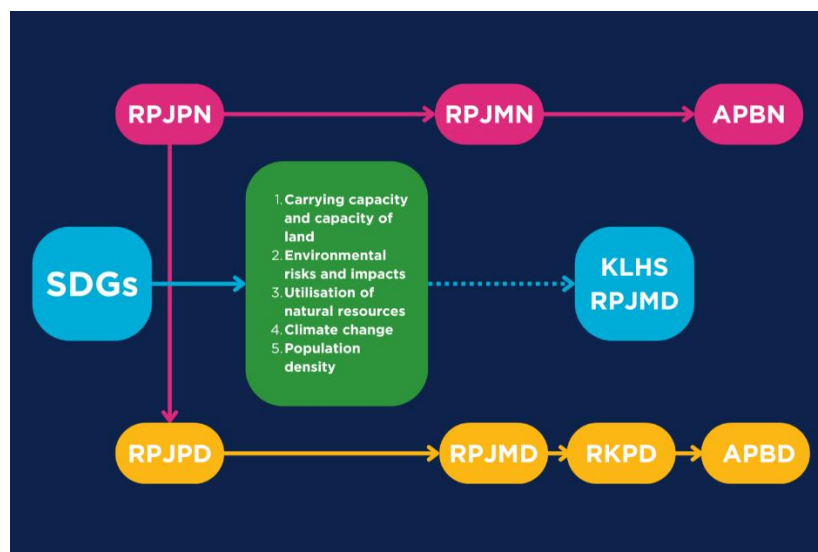 RPJPN
RPJMN
APBN
SDGs
1. Carrying capacity
and capacity of
land
2. Environmental
risks and impacts
3. Utilisation of
natural resources
4. Climate change
5. Population
density
KLHS
RPJMD
RPJPD
RPJMD
RKPD
APBD